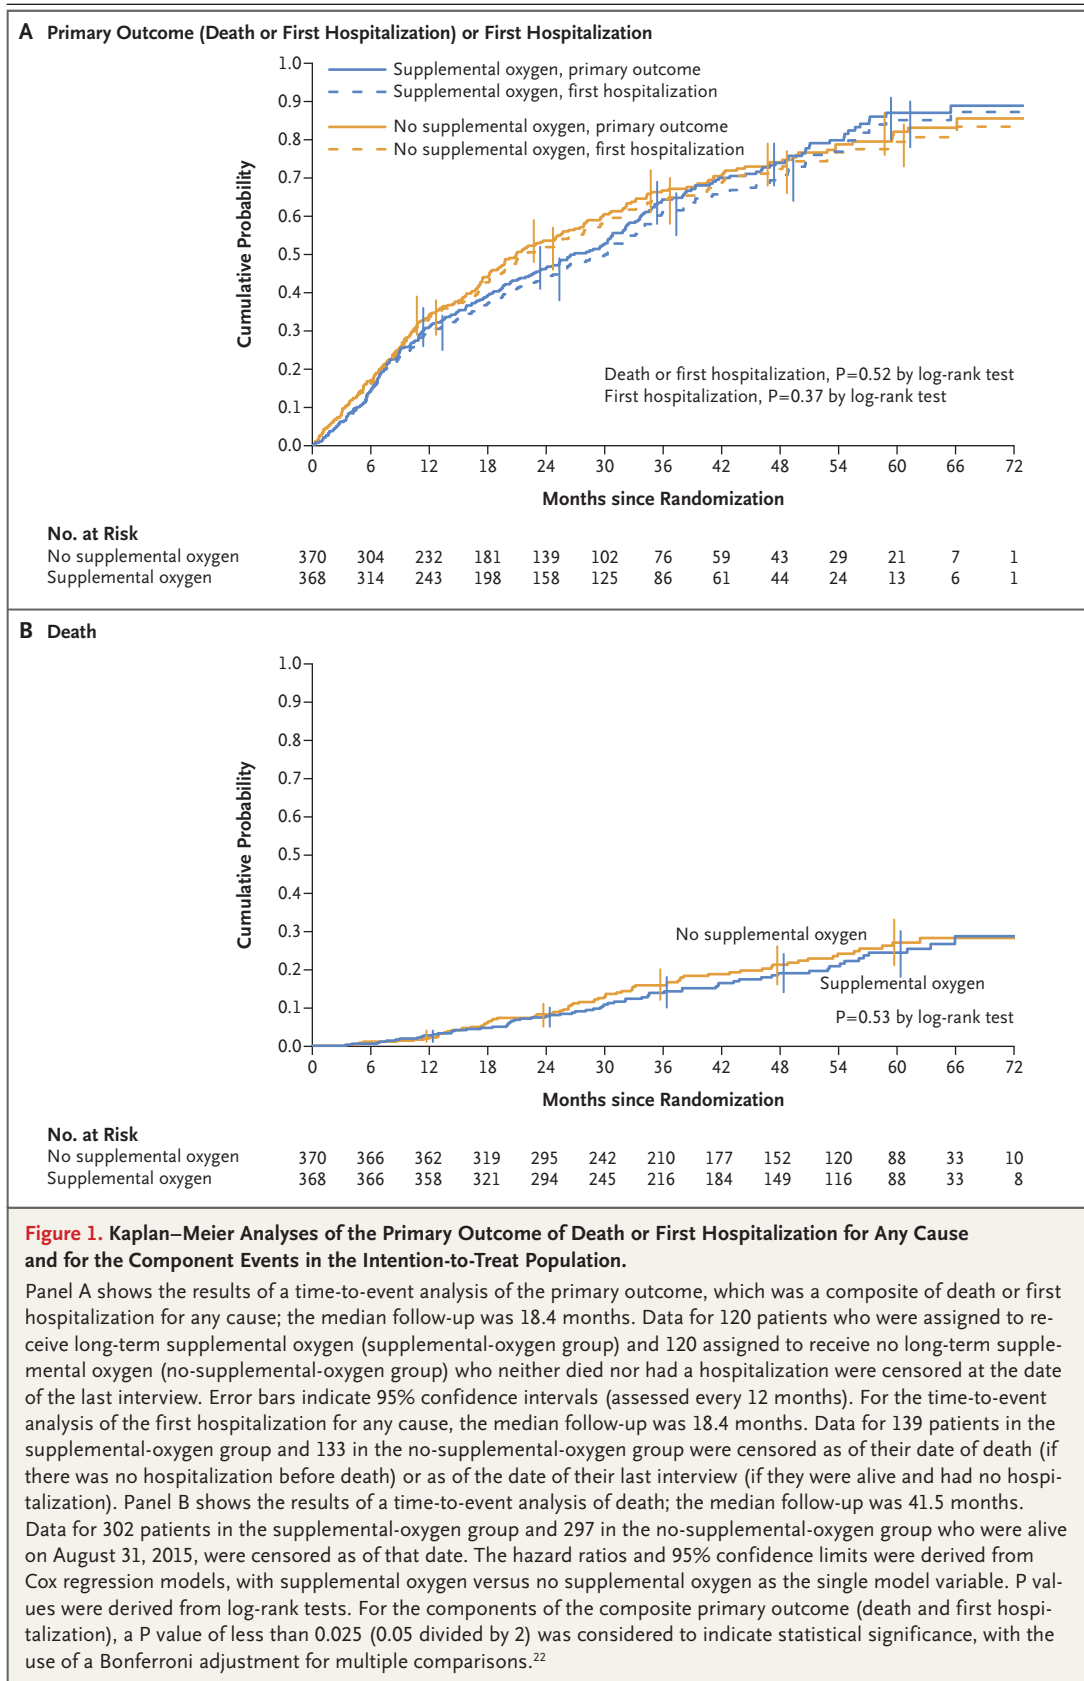 A Primary Outcome (Death or First Hospitalization) or First Hospitalization
1.0
0.9
0.8
0.7
0.6
0.5
0.4
0.3
0.2
0.1
0.0
Cumulative Probability
Supplemental oxygen, primary outcome
Supplemental oxygen, first hospitalization
No supplemental oxygen, primary outcome
No supplemental oxygen, first hospitalization
Death or first hospitalization, P=0.52 by log-rank test
First hospitalization, P=0.37 by log-rank test
0 6 12 18 24 30 36 42 48 54 60 66 72
Months since Randomization
No. at Risk
No supplemental oxygen 370 304 232 181 139 102 76 59 43 29 21 7 1
Supplemental oxygen 368 314 243 198 158 125 86 61 44 24 13 6 1
B Death
1.0
0.9
0.8
0.7
0.6
0.5
0.4
0.3
0.2
0.1
0.0
Cumulative Probability
No supplemental oxygen
Supplemental oxygen
P=0.53 by log-rank test
0 6 12 18 24 30 36 42 48 54 60 66 72
Months since Randomization
No. at Risk
No supplemental oxygen 370 366 362 319 295 242 210 177 152 120 88 33 10
Supplemental oxygen 368 366 358 321 294 245 216 184 149 116 88 33 8
Figure 1. Kaplan–Meier Analyses of the Primary Outcome of Death or First Hospitalization for Any Cause
and for the Component Events in the Intention-to-Treat Population.
Panel A shows the results of a time-to-event analysis of the primary outcome, which was a composite of death or first
hospitalization for any cause; the median follow-up was 18.4 months. Data for 120 patients who were assigned to re-
ceive long-term supplemental oxygen (supplemental-oxygen group) and 120 assigned to receive no long-term supple-
mental oxygen (no-supplemental-oxygen group) who neither died nor had a hospitalization were censored at the date
of the last interview. Error bars indicate 95% confidence intervals (assessed every 12 months). For the time-to-event
analysis of the first hospitalization for any cause, the median follow-up was 18.4 months. Data for 139 patients in the
supplemental-oxygen group and 133 in the no-supplemental-oxygen group were censored as of their date of death (if
there was no hospitalization before death) or as of the date of their last interview (if they were alive and had no hospi-
talization). Panel B shows the results of a time-to-event analysis of death; the median follow-up was 41.5 months.
Data for 302 patients in the supplemental-oxygen group and 297 in the no-supplemental-oxygen group who were alive
on August 31, 2015, were censored as of that date. The hazard ratios and 95% confidence limits were derived from
Cox regression models, with supplemental oxygen versus no supplemental oxygen as the single model variable. P val-
ues were derived from log-rank tests. For the components of the composite primary outcome (death and first hospi-
talization), a P value of less than 0.025 (0.05 divided by 2) was considered to indicate statistical significance, with the
use of a Bonferroni adjustment for multiple comparisons.22